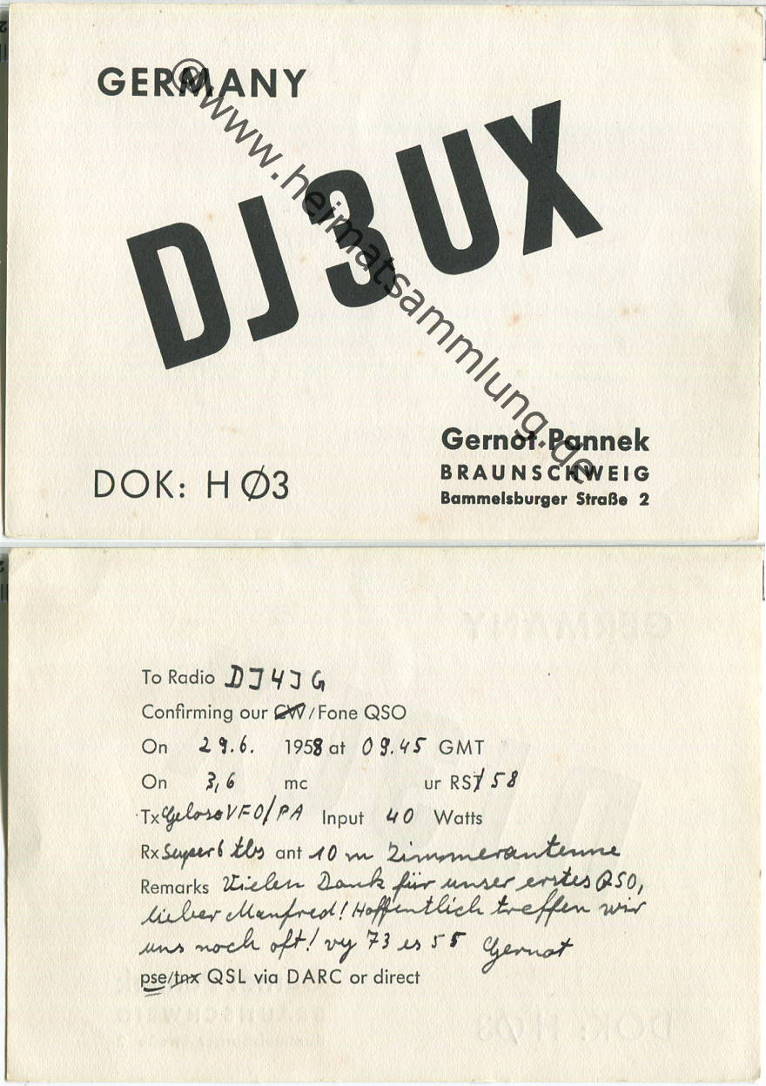 GERMANY
DJ3UX
©www.heimatsammlung.de
Gernot Pannek
DOK: HØ3
BRAUNSCHWEIG
Bammelsburger Straße 2
To Radio DJ4JG
Confirming our CW/Fone QSO
On 29.6. 1958 at 09.45 GMT
On 3,6 mc ur RST 58
Tx Geloso VFO/PA Input 40 Watts
Rx Super 6 tbs ant 10 m Zimmerantenne
Remarks Vielen Dank für unser erstes QSO,
lieber Manfred! Hoffentlich treffen wir
uns noch oft! vy 73 es 55 Gernot
pse/tnx QSL via DARC or direct